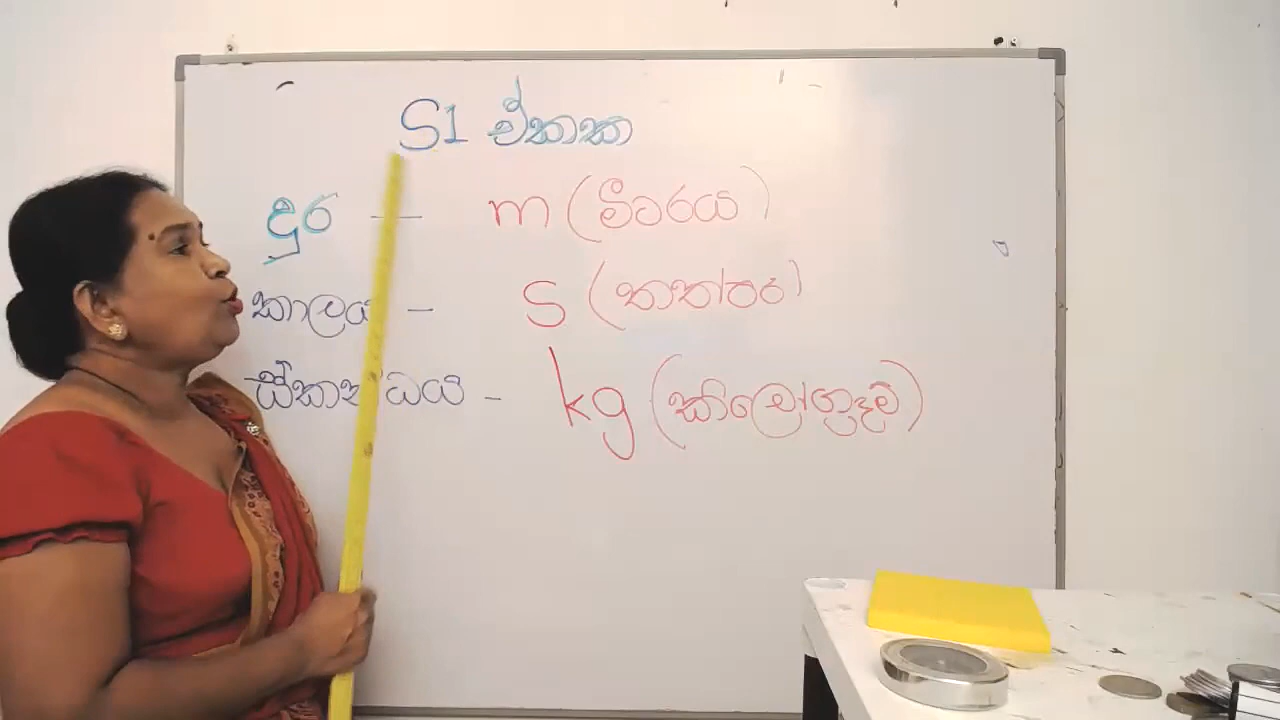 SI ඒකක
දුර — m (මීටරය)
කාලය — s (තත්පර)
ස්කන්ධය - kg (කිලෝග්‍රෑම්)